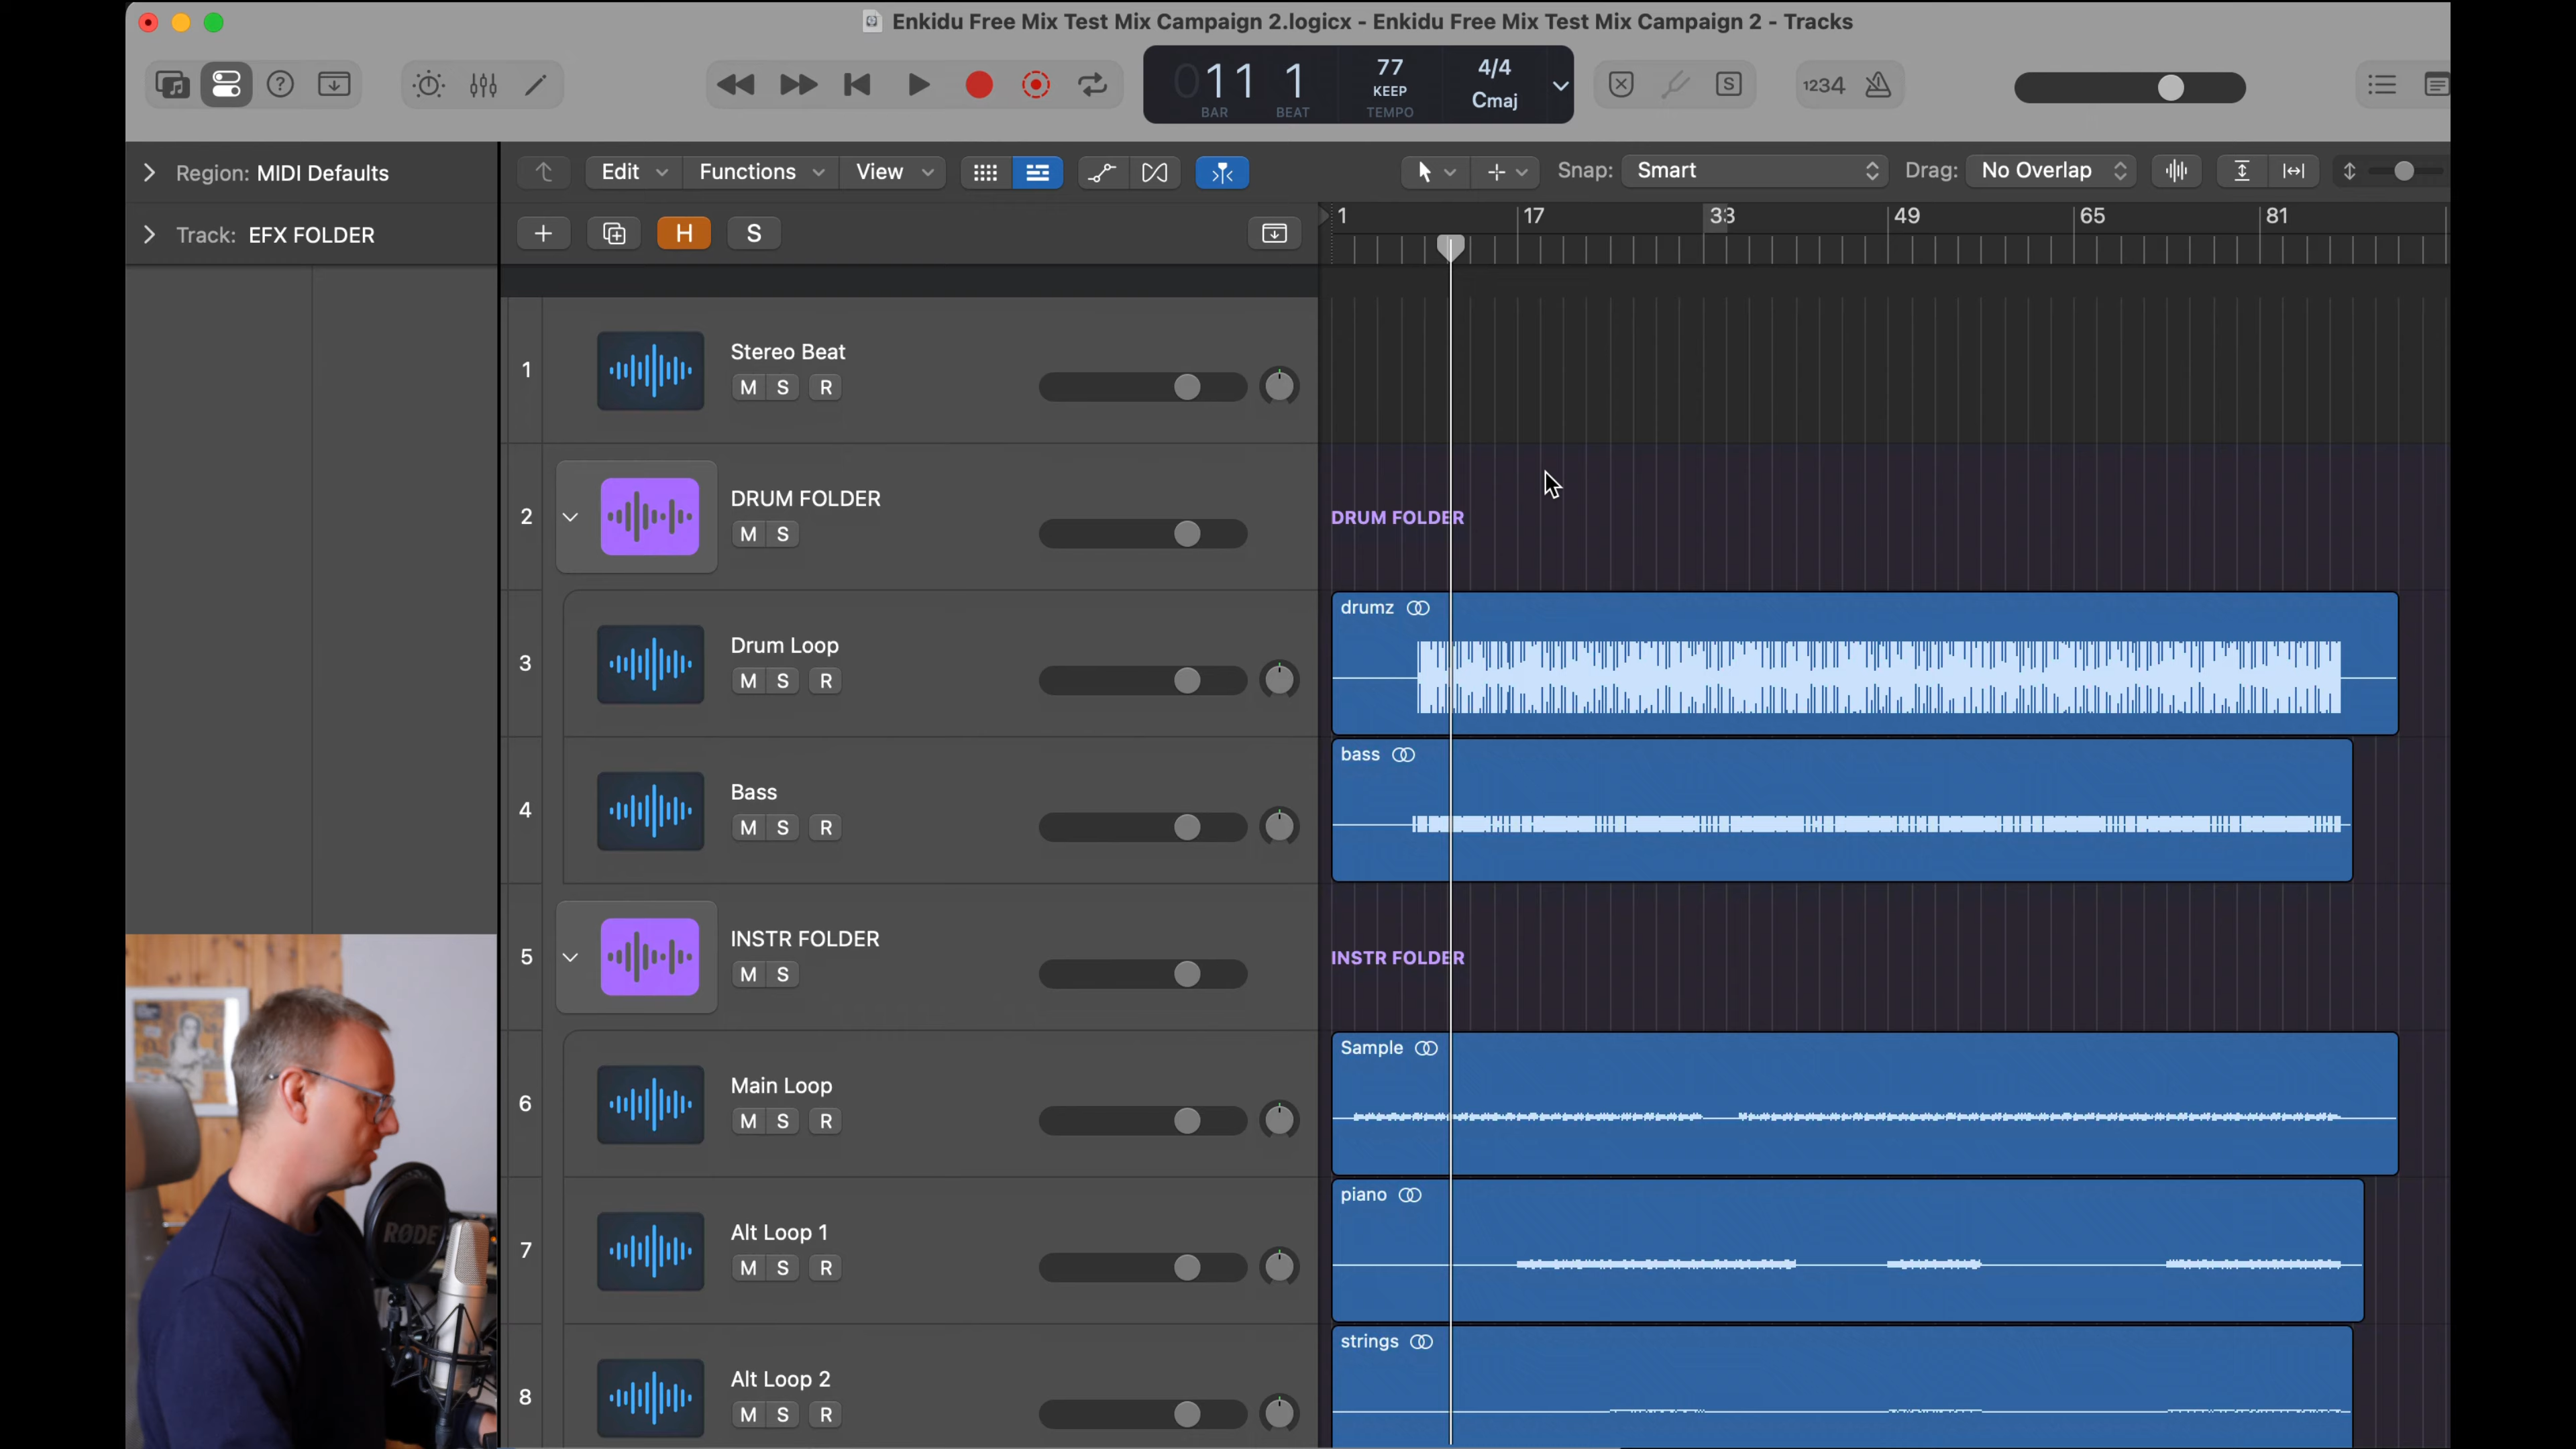 Enkidu Free Mix Test Mix Campaign 2.logicx - Enkidu Free Mix Test Mix Campaign 2 - Tracks
011 1 77 4/4
KEEP Cmaj
BAR BEAT TEMPO
S 1234
Region: MIDI Defaults
Edit Functions View Snap: Smart Drag: No Overlap
Track: EFX FOLDER
H S
1 17 33 49 65 81
1 Stereo Beat
M S R
2 DRUM FOLDER
M S
DRUM FOLDER
3 Drum Loop
M S R
drumz
4 Bass
M S R
bass
5 INSTR FOLDER
M S
INSTR FOLDER
6 Main Loop
M S R
Sample
7 Alt Loop 1
M S R
piano
8 Alt Loop 2
M S R
strings
RØDE